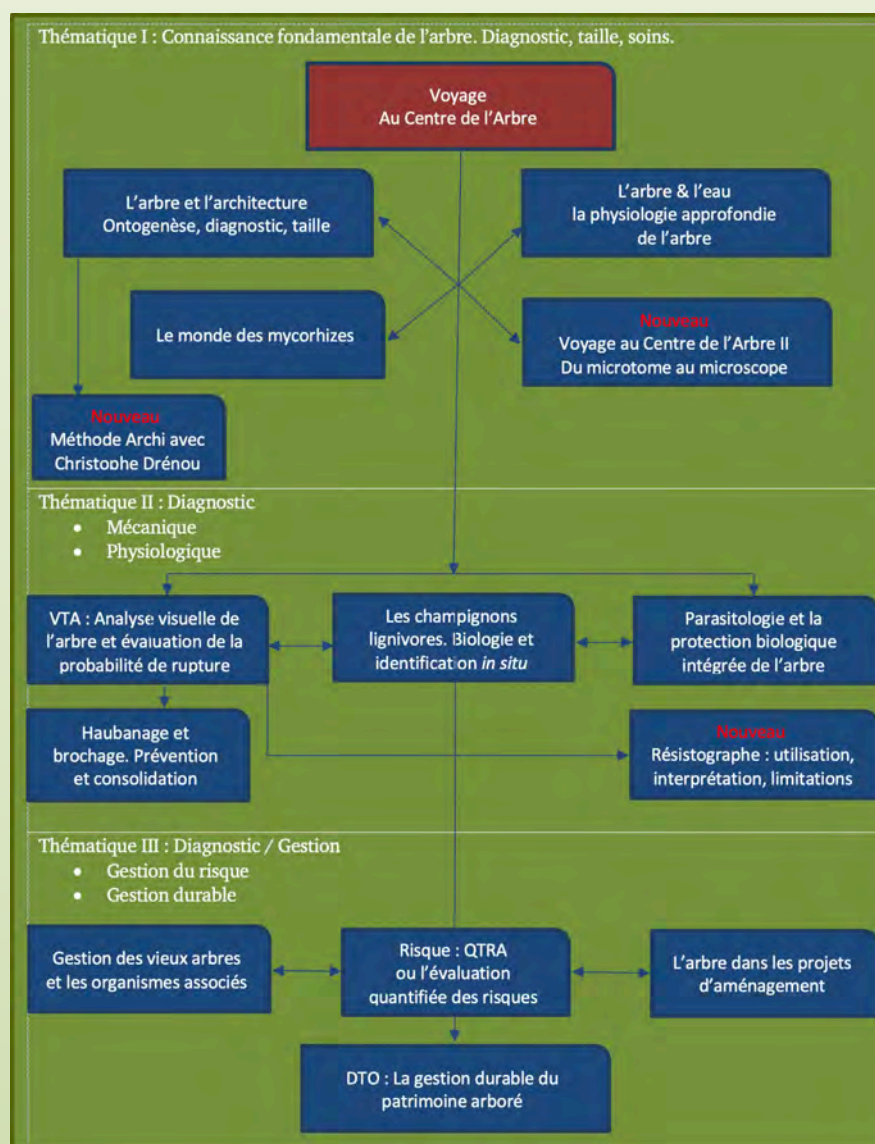 Thématique I : Connaissance fondamentale de l'arbre. Diagnostic, taille, soins.
Voyage
Au Centre de l'Arbre
L'arbre et l'architecture
Ontogenèse, diagnostic, taille
L'arbre & l'eau
la physiologie approfondie
de l'arbre
Le monde des mycorhizes
Nouveau
Voyage au Centre de l'Arbre II
Du microtome au microscope
Nouveau
Méthode Archi avec
Christophe Drénou
Thématique II : Diagnostic
• Mécanique
• Physiologique
VTA : Analyse visuelle de
l'arbre et évaluation de la
probabilité de rupture
Les champignons
lignivores. Biologie et
identification in situ
Parasitologie et la
protection biologique
intégrée de l'arbre
Haubanage et
brochage. Prévention
et consolidation
Nouveau
Résistographe : utilisation,
interprétation, limitations
Thématique III : Diagnostic / Gestion
• Gestion du risque
• Gestion durable
Gestion des vieux arbres
et les organismes associés
Risque : QTRA
ou l'évaluation
quantifiée des risques
L'arbre dans les projets
d'aménagement
DTO : La gestion durable du
patrimoine arboré